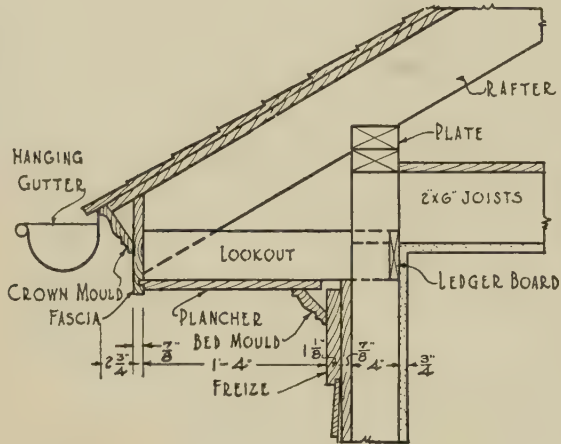 RAFTER
PLATE
HANGING
GUTTER
2"X6" JOISTS
LOOKOUT
CROWN MOULD
FASCIA
PLANCHER
BED MOULD
LEDGER BOARD
2 3/4"
7/8"
1'-4"
1 1/8"
7/8"
4"
3/4"
FREIZE